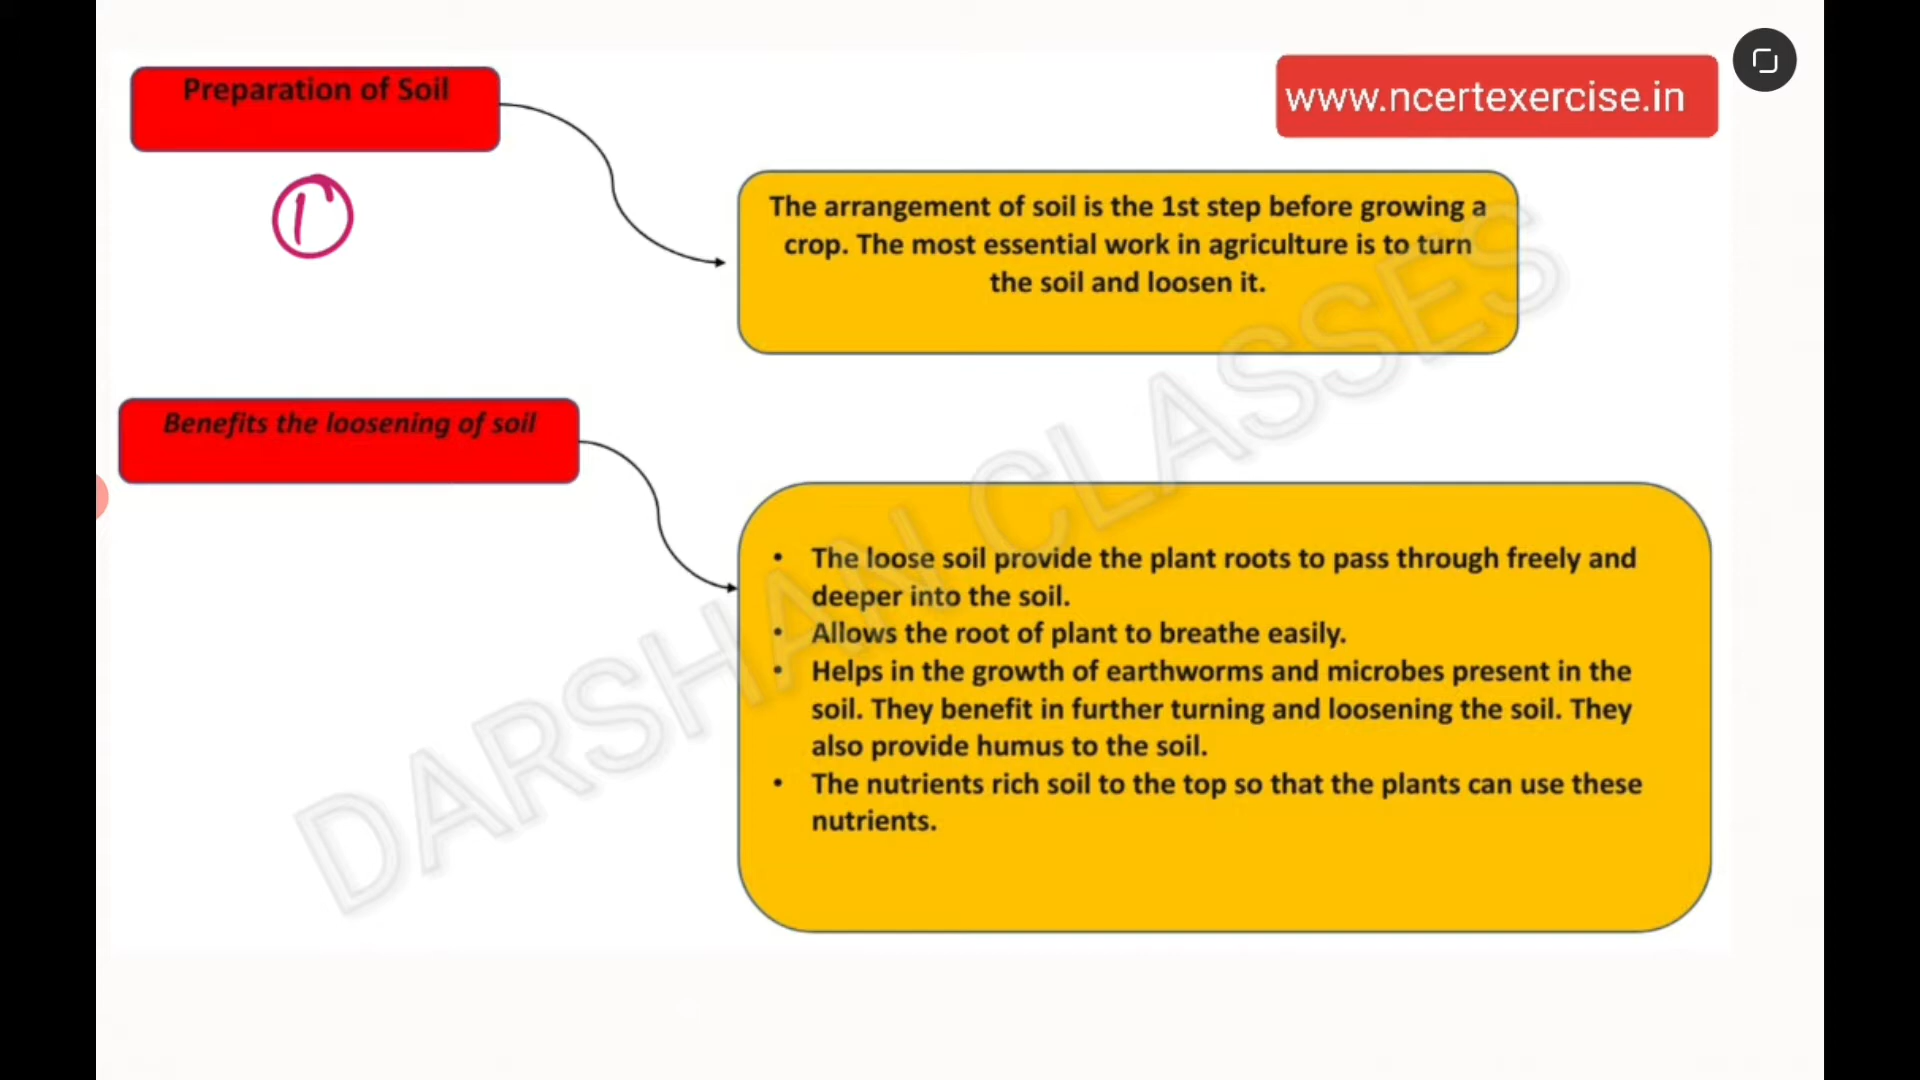 Preparation of Soil
www.ncertexercise.in
1
The arrangement of soil is the 1st step before growing a
crop. The most essential work in agriculture is to turn
the soil and loosen it.
Benefits the loosening of soil
• The loose soil provide the plant roots to pass through freely and
deeper into the soil.
• Allows the root of plant to breathe easily.
• Helps in the growth of earthworms and microbes present in the
soil. They benefit in further turning and loosening the soil. They
also provide humus to the soil.
• The nutrients rich soil to the top so that the plants can use these
nutrients.
DARSHAN CLASSES